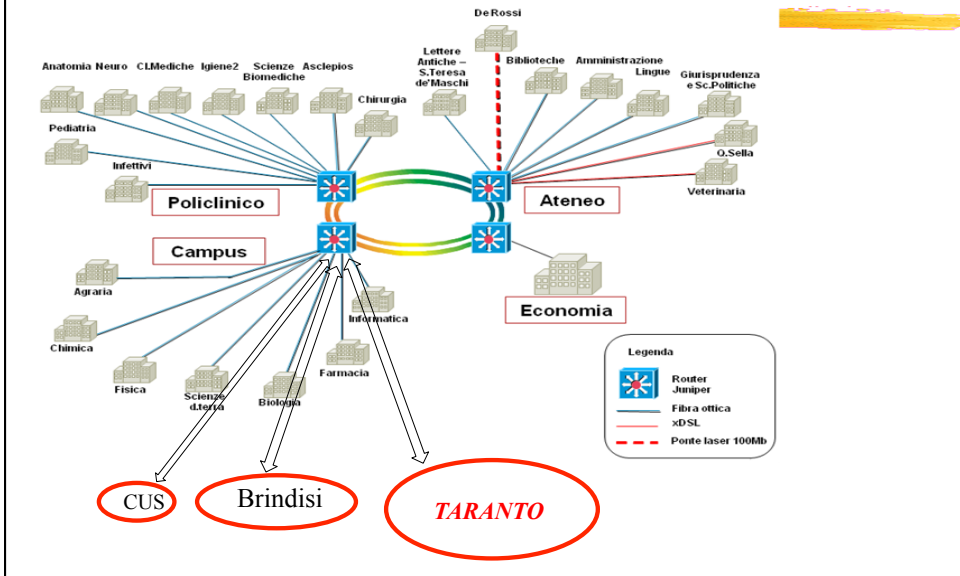 De Rossi
Lettere
Antiche –
S.Teresa
de'Maschi
Biblioteche
Amministrazione
Lingue
Giurisprudenza
e Sc.Politiche
Anatomia
Neuro
Cl.Mediche
Igiene2
Scienze
Biomediche
Asclepios
Chirurgia
Pediatria
Infettivi
Q.Sella
Veterinaria
Policlinico
Ateneo
Campus
Economia
Agraria
Chimica
Fisica
Scienze
d.terra
Biologia
Farmacia
Informatica
Legenda
Router
Juniper
Fibra ottica
xDSL
Ponte laser 100Mb
CUS
Brindisi
TARANTO